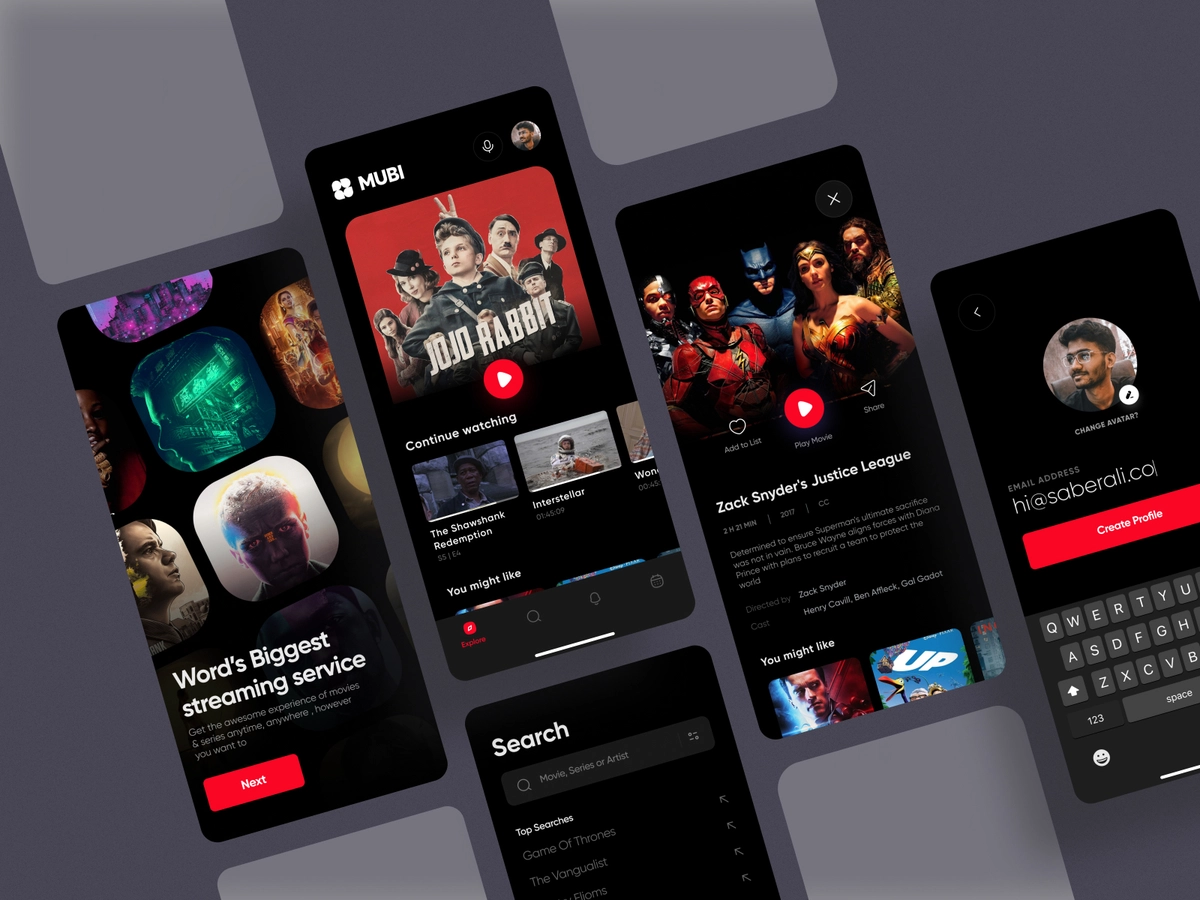 Word's Biggest
streaming service
Get the awesome experience of movies
& series anytime, anywhere , however
you want to
Next
MUBI
JOJO RABBIT
Continue watching
The Shawshank
Redemption
S5 | E4
Interstellar
01:45:09
You might like
Explore
Search
Movie, Series or Artist
Top Searches
Game Of Thrones
The Vangualist
Add to List
Play Movie
Share
Zack Snyder's Justice League
2 H 21 MIN | 2017 | CC
Determined to ensure Superman's ultimate sacrifice
was not in vain. Bruce Wayne aligns forces with Diana
Prince with plans to recruit a team to protect the
world
Directed by Zack Snyder
Cast Henry Cavill, Ben Affleck, Gal Gadot
You might like
UP
CHANGE AVATAR?
EMAIL ADDRESS
hi@saberali.co
Create Profile
Q W E R T Y U
A S D F G H
Z X C V B
123 space